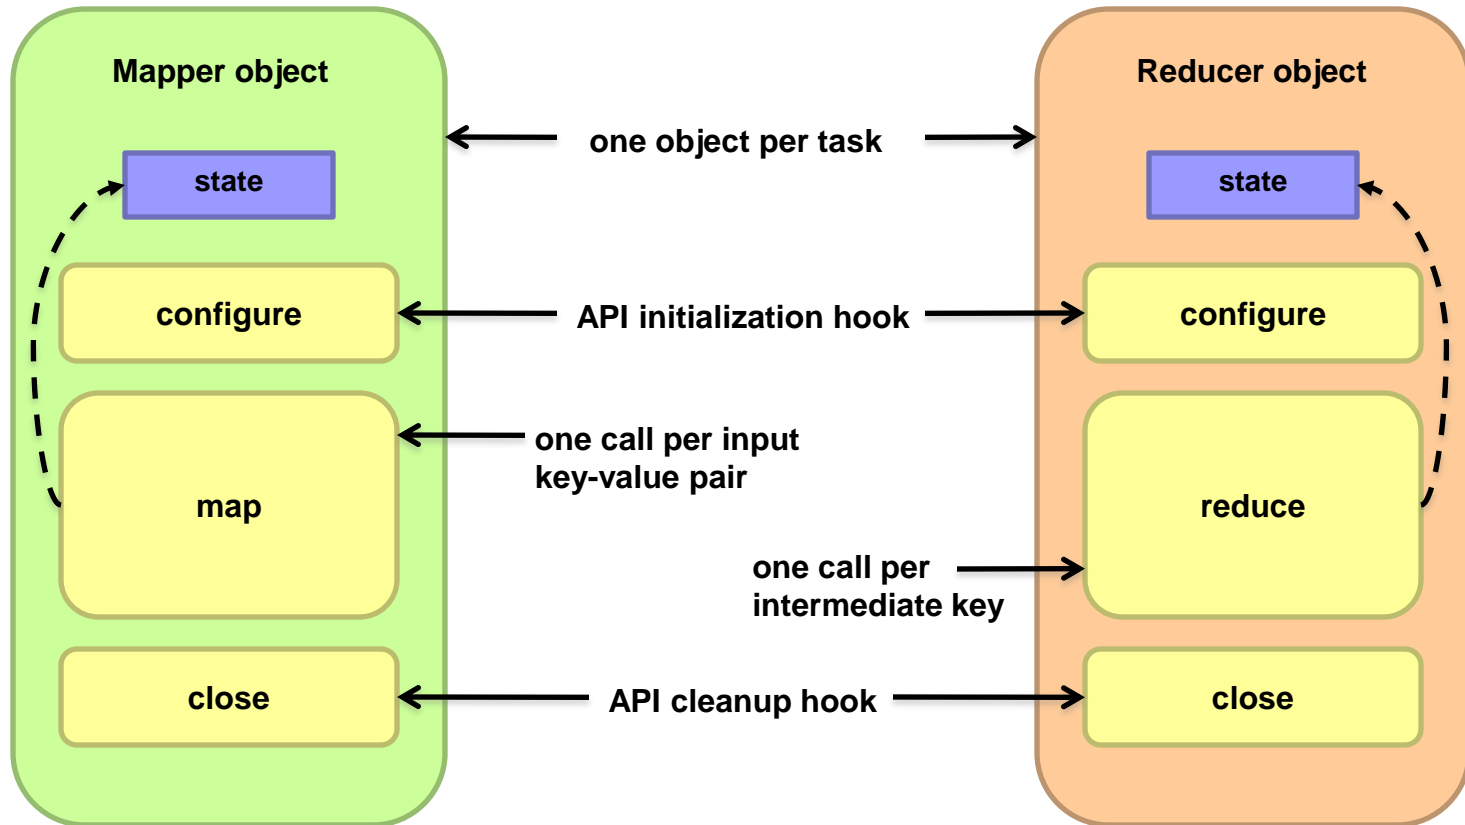 Mapper object
Reducer object
one object per task
state
state
configure
API initialization hook
configure
one call per input
key-value pair
map
reduce
one call per
intermediate key
close
API cleanup hook
close